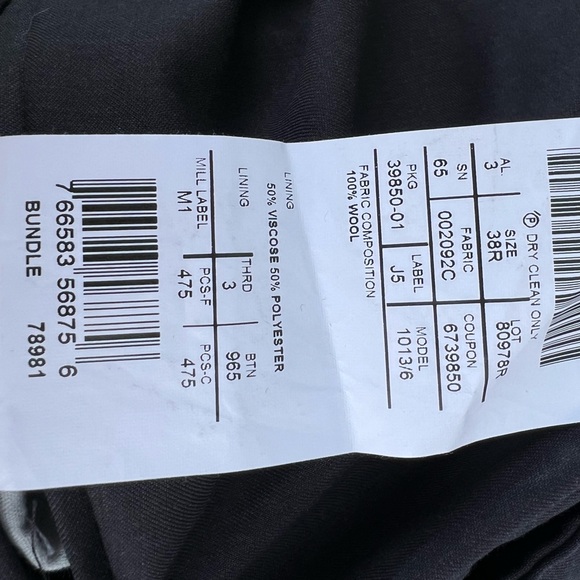 Ⓟ DRY CLEAN ONLY
AL. SIZE LOT
3 38R 80978R
SN FABRIC COUPON
65 002092C 6739850
PKG LABEL MODEL
39850-01 J5 1013/6
FABRIC COMPOSITION
100% WOOL
LINING
50% VISCOSE 50% POLYESTER
LINING THRD BTN
3 965
MILL LABEL PCS-F PCS-C
M1 475 475
7 66583 56875 6
BUNDLE 78981